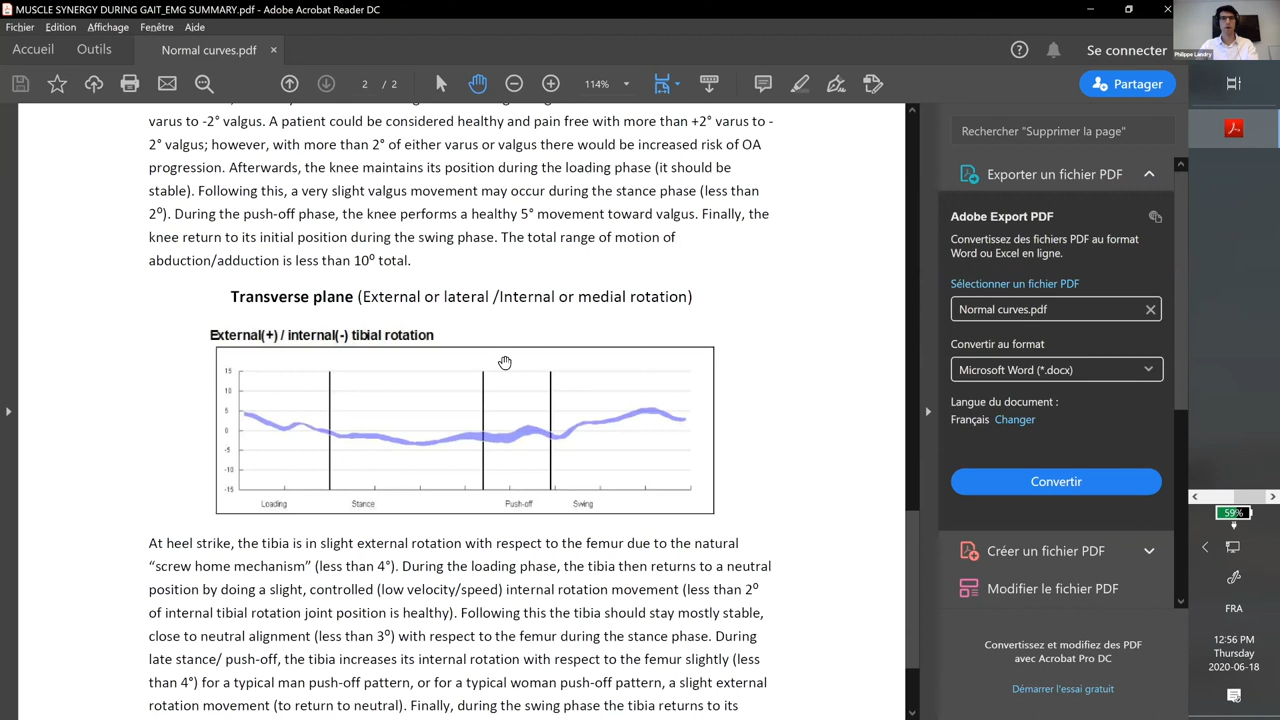 MUSCLE SYNERGY DURING GAIT_EMG SUMMARY.pdf - Adobe Acrobat Reader DC
Fichier Edition Affichage Fenêtre Aide
Accueil Outils Normal curves.pdf × Se connecter
Philippe Landry
2 / 2 114% Partager
varus to -2° valgus. A patient could be considered healthy and pain free with more than +2° varus to -
2° valgus; however, with more than 2° of either varus or valgus there would be increased risk of OA
progression. Afterwards, the knee maintains its position during the loading phase (it should be
stable). Following this, a very slight valgus movement may occur during the stance phase (less than
2⁰). During the push-off phase, the knee performs a healthy 5° movement toward valgus. Finally, the
knee return to its initial position during the swing phase. The total range of motion of
abduction/adduction is less than 10⁰ total.
Transverse plane (External or lateral /Internal or medial rotation)
External(+) / internal(-) tibial rotation
15
10
5
0
-5
-10
-15
Loading Stance Push-off Swing
At heel strike, the tibia is in slight external rotation with respect to the femur due to the natural
“screw home mechanism” (less than 4°). During the loading phase, the tibia then returns to a neutral
position by doing a slight, controlled (low velocity/speed) internal rotation movement (less than 2⁰
of internal tibial rotation joint position is healthy). Following this the tibia should stay mostly stable,
close to neutral alignment (less than 3⁰) with respect to the femur during the stance phase. During
late stance/ push-off, the tibia increases its internal rotation with respect to the femur slightly (less
than 4°) for a typical man push-off pattern, or for a typical woman push-off pattern, a slight external
rotation movement (to return to neutral). Finally, during the swing phase the tibia returns to its
Rechercher "Supprimer la page"
Exporter un fichier PDF
Adobe Export PDF
Convertissez des fichiers PDF au format
Word ou Excel en ligne.
Sélectionner un fichier PDF
Normal curves.pdf
Convertir au format
Microsoft Word (*.docx)
Langue du document :
Français Changer
Convertir
Créer un fichier PDF
Modifier le fichier PDF
Convertissez et modifiez des PDF
avec Acrobat Pro DC
Démarrer l'essai gratuit
59%
FRA
12:56 PM
Thursday
2020-06-18